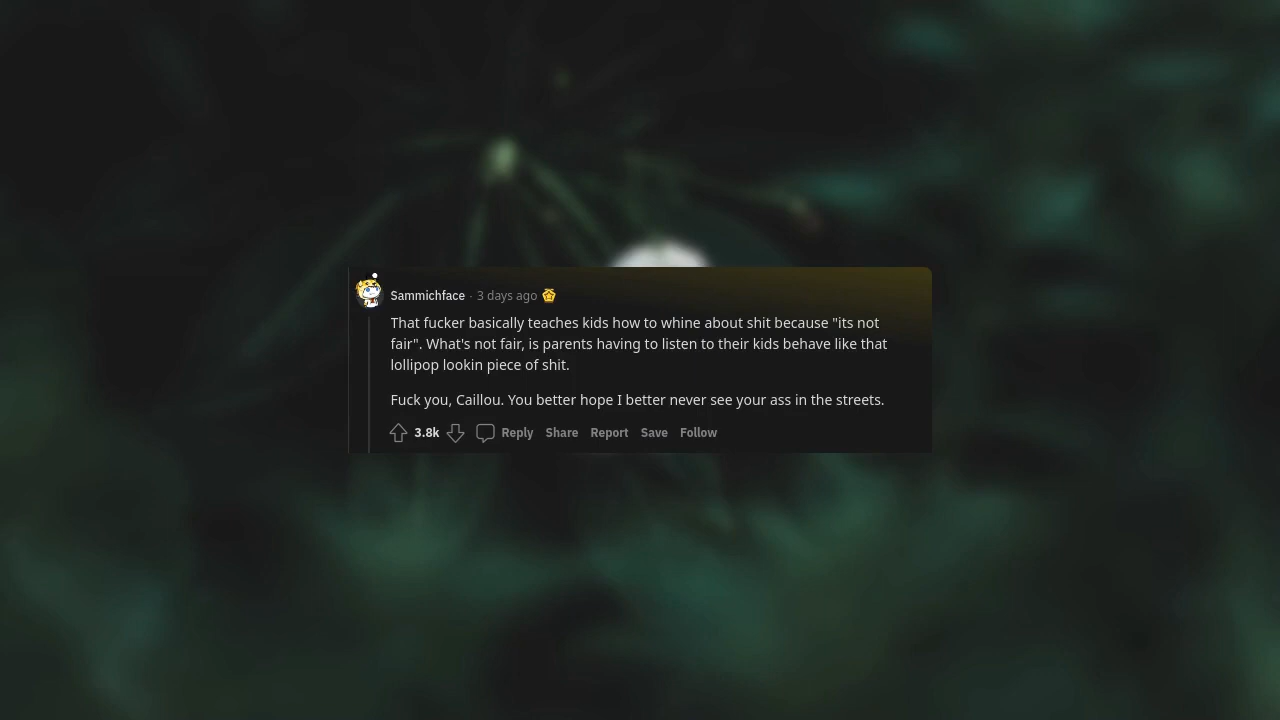 Sammichface · 3 days ago
That fucker basically teaches kids how to whine about shit because "its not
fair". What's not fair, is parents having to listen to their kids behave like that
lollipop lookin piece of shit.
Fuck you, Caillou. You better hope I better never see your ass in the streets.
3.8k Reply Share Report Save Follow